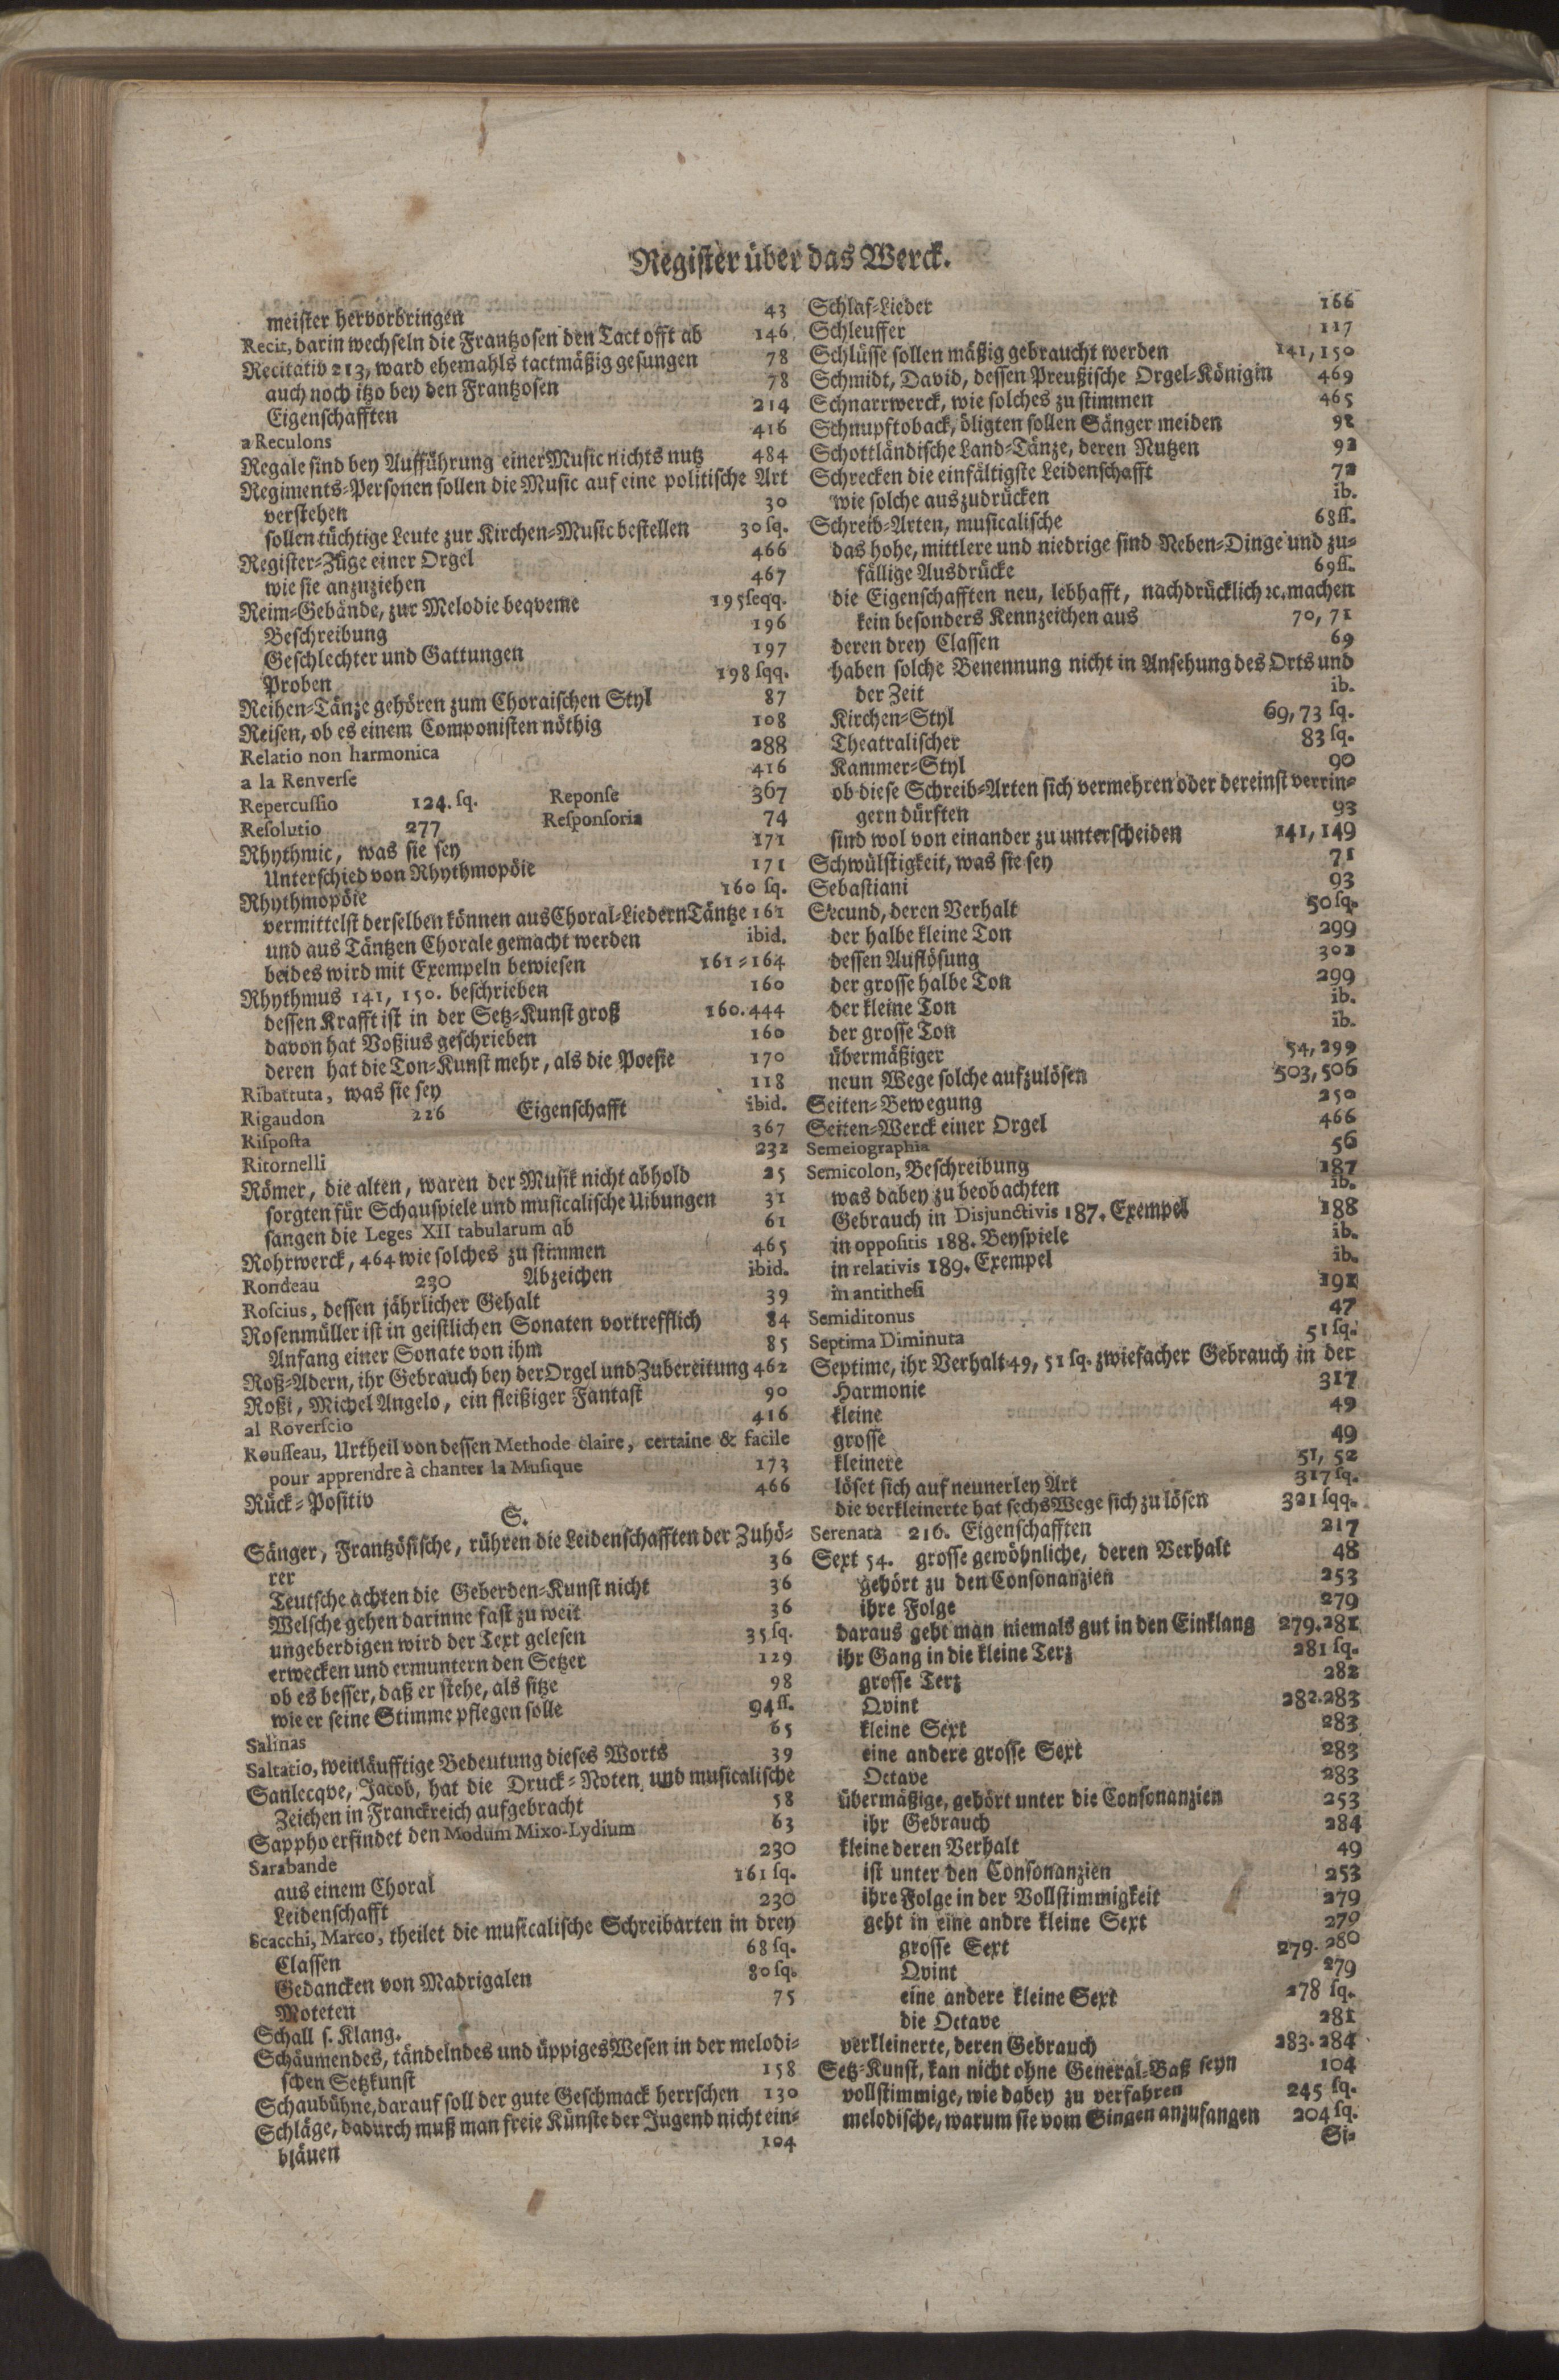 Register über das Werck.
meister hervorbringen 43
Recit, darin wechseln die Frantzosen den Tact offt ab 146
Recitativ 213, ward ehemahls tactmäßig gesungen 78
auch noch itzo bey den Frantzosen 78
Eigenschafften 214
a Reculons 416
Regale sind bey Aufführung einer Music nichts nutz 484
Regiments-Personen sollen die Music auf eine politische Art
verstehen 30
sollen tüchtige Leute zur Kirchen-Music bestellen 30 sq.
Register-Züge einer Orgel 466
wie sie anzuziehen 467
Reim-Gebände, zur Melodie beqveme 195 seqq.
Beschreibung 196
Geschlechter und Gattungen 197
Proben 198 sqq.
Reihen-Tänze gehören zum Choraischen Styl 87
Reisen, ob es einem Componisten nöthig 108
Relatio non harmonica 288
a la Renverse 416
Repercussio 124. sq. Reponse 367
Resolutio 277 Responsoria 74
Rhythmic, was sie sey 171
Unterschied von Rhythmopöie 171
Rhythmopöie 160 sq.
vermittelst derselben können aus Choral-Liedern Täntze 161
und aus Täntzen Chorale gemacht werden ibid.
beides wird mit Exempeln bewiesen 161-164
Rhythmus 141, 150. beschrieben 160
dessen Krafft ist in der Setz-Kunst groß 160.444
davon hat Voßius geschrieben 160
deren hat die Ton-Kunst mehr, als die Poesie 170
Ribattuta, was sie sey 118
Rigaudon 226 Eigenschafft ibid.
Risposta 367
Ritornelli 232
Römer, die alten, waren der Musik nicht abhold 25
sorgten für Schauspiele und musicalische Uibungen 31
sangen die Leges XII tabularum ab 61
Rohrwerck, 464 wie solches zu stimmen 465
Rondeau 230 Abzeichen ibid.
Roscius, dessen jährlicher Gehalt 39
Rosenmüller ist in geistlichen Sonaten vortrefflich 84
Anfang einer Sonate von ihm 85
Roß-Adern, ihr Gebrauch bey der Orgel und Zubereitung 462
Roßi, Michel Angelo, ein fleißiger Fantast 90
al Roverscio 416
Rousseau, Urtheil von dessen Methode claire, certaine & facile
pour apprendre à chanter la Musique 173
Rück-Positiv 466
S.
Sänger, Frantzösische, rühren die Leidenschafften der Zuhö-
rer 36
Teutsche achten die Geberden-Kunst nicht 36
Welsche gehen darinne fast zu weit 36
ungeberdigen wird der Text gelesen 35 sq.
erwecken und ermuntern den Setzer 129
ob es besser, daß er stehe, als sitze 98
wie er seine Stimme pflegen solle 94 ss.
Salinas 65
Saltatio, weitläufftige Bedeutung dieses Worts 39
Sanlecqve, Jacob, hat die Druck-Noten und musicalische
Zeichen in Franckreich aufgebracht 58
Sappho erfindet den Modum Mixo-Lydium 63
Sarabande 230
aus einem Choral 161 sq.
Leidenschafft 230
Scacchi, Marco, theilet die musicalische Schreibarten in drey
Classen 68 sq.
Gedancken von Madrigalen 80 sq.
Moteten 75
Schall s. Klang.
Schäumendes, tändelndes und üppiges Wesen in der melodi-
schen Setzkunst 158
Schaubühne, darauf soll der gute Geschmack herrschen 130
Schläge, dadurch muß man freie Künste der Jugend nicht ein-
bläuen 104
Schlaf-Lieder 166
Schleuffer 117
Schlüsse sollen mäßig gebraucht werden 141, 150
Schmidt, David, dessen Preußische Orgel-Königin 469
Schnarrwerck, wie solches zu stimmen 465
Schnupftoback, öligten sollen Sänger meiden 98
Schottländische Land-Tänze, deren Nutzen 92
Schrecken die einfältigste Leidenschafft 72
wie solche auszudrücken ib.
Schreib-Arten, musicalische 68 ss.
das hohe, mittlere und niedrige sind Neben-Dinge und zu-
fällige Ausdrücke 69 ss.
die Eigenschafften neu, lebhafft, nachdrücklich ꝛc. machen
kein besonders Kennzeichen aus 70, 71
deren drey Classen 69
haben solche Benennung nicht in Ansehung des Orts und
der Zeit ib.
Kirchen-Styl 69, 73 sq.
Theatralischer 83 sq.
Kammer-Styl 90
ob diese Schreib-Arten sich vermehren oder dereinst verrin-
gern dürften 93
sind wol von einander zu unterscheiden 141, 149
Schwülstigkeit, was sie sey 71
Sebastiani 93
Secund, deren Verhalt 50 sq.
der halbe kleine Ton 299
dessen Auflösung 302
der grosse halbe Ton 299
der kleine Ton ib.
der grosse Ton ib.
übermäßiger 54, 299
neun Wege solche aufzulösen 503, 506
Seiten-Bewegung 250
Seiten-Werck einer Orgel 466
Semeiographia 56
Semicolon, Beschreibung 187
was dabey zu beobachten ib.
Gebrauch in Disjunctivis 187. Exempel 188
in oppositis 188. Beyspiele ib.
in relativis 189. Exempel ib.
in antithesi 191
Semiditonus 47
Septima Diminuta 51 sq.
Septime, ihr Verhalt 49, 51 sq. zwiefacher Gebrauch in der
Harmonie 317
kleine 49
grosse 49
kleinere 51, 52
löset sich auf neunerley Art 317 sq.
die verkleinerte hat sechs Wege sich zu lösen 321 sqq.
Serenata 216. Eigenschafften 217
Sext 54. grosse gewöhnliche, deren Verhalt 48
gehört zu den Consonanzien 253
ihre Folge 279
daraus geht man niemals gut in den Einklang 279.281
ihr Gang in die kleine Terz 281 sq.
grosse Terz 282
Qvint 282.283
kleine Sext 283
eine andere grosse Sext 283
Octave 283
übermäßige, gehört unter die Consonanzien 253
ihr Gebrauch 284
kleine deren Verhalt 49
ist unter den Consonanzien 253
ihre Folge in der Vollstimmigkeit 279
geht in eine andre kleine Sext 279
grosse Sext 279. 280
Qvint 279
eine andere kleine Sext 278 sq.
die Octave 281
verkleinerte, deren Gebrauch 283.284
Setz-Kunst, kan nicht ohne General-Baß seyn 104
vollstimmige, wie dabey zu verfahren 245 sq.
melodische, warum sie vom Singen anzufangen 204 sq.
Si-